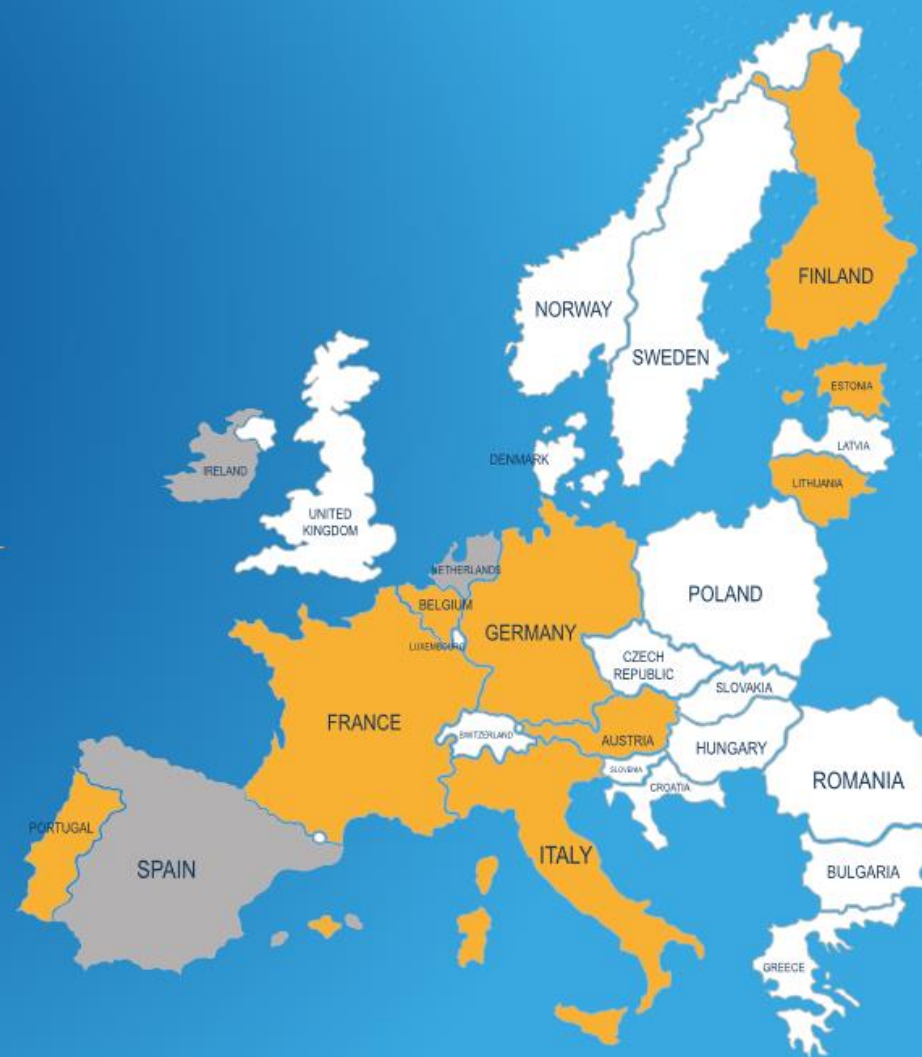 FINLAND
NORWAY
SWEDEN
ESTONIA
LATVIA
DENMARK
IRELAND
LITHUANIA
UNITED
KINGDOM
NETHERLANDS
POLAND
BELGIUM
GERMANY
LUXEMBOURG
CZECH
REPUBLIC
SLOVAKIA
FRANCE
SWITZERLAND
AUSTRIA
HUNGARY
SLOVENIA
ROMANIA
CROATIA
PORTUGAL
ITALY
SPAIN
BULGARIA
GREECE